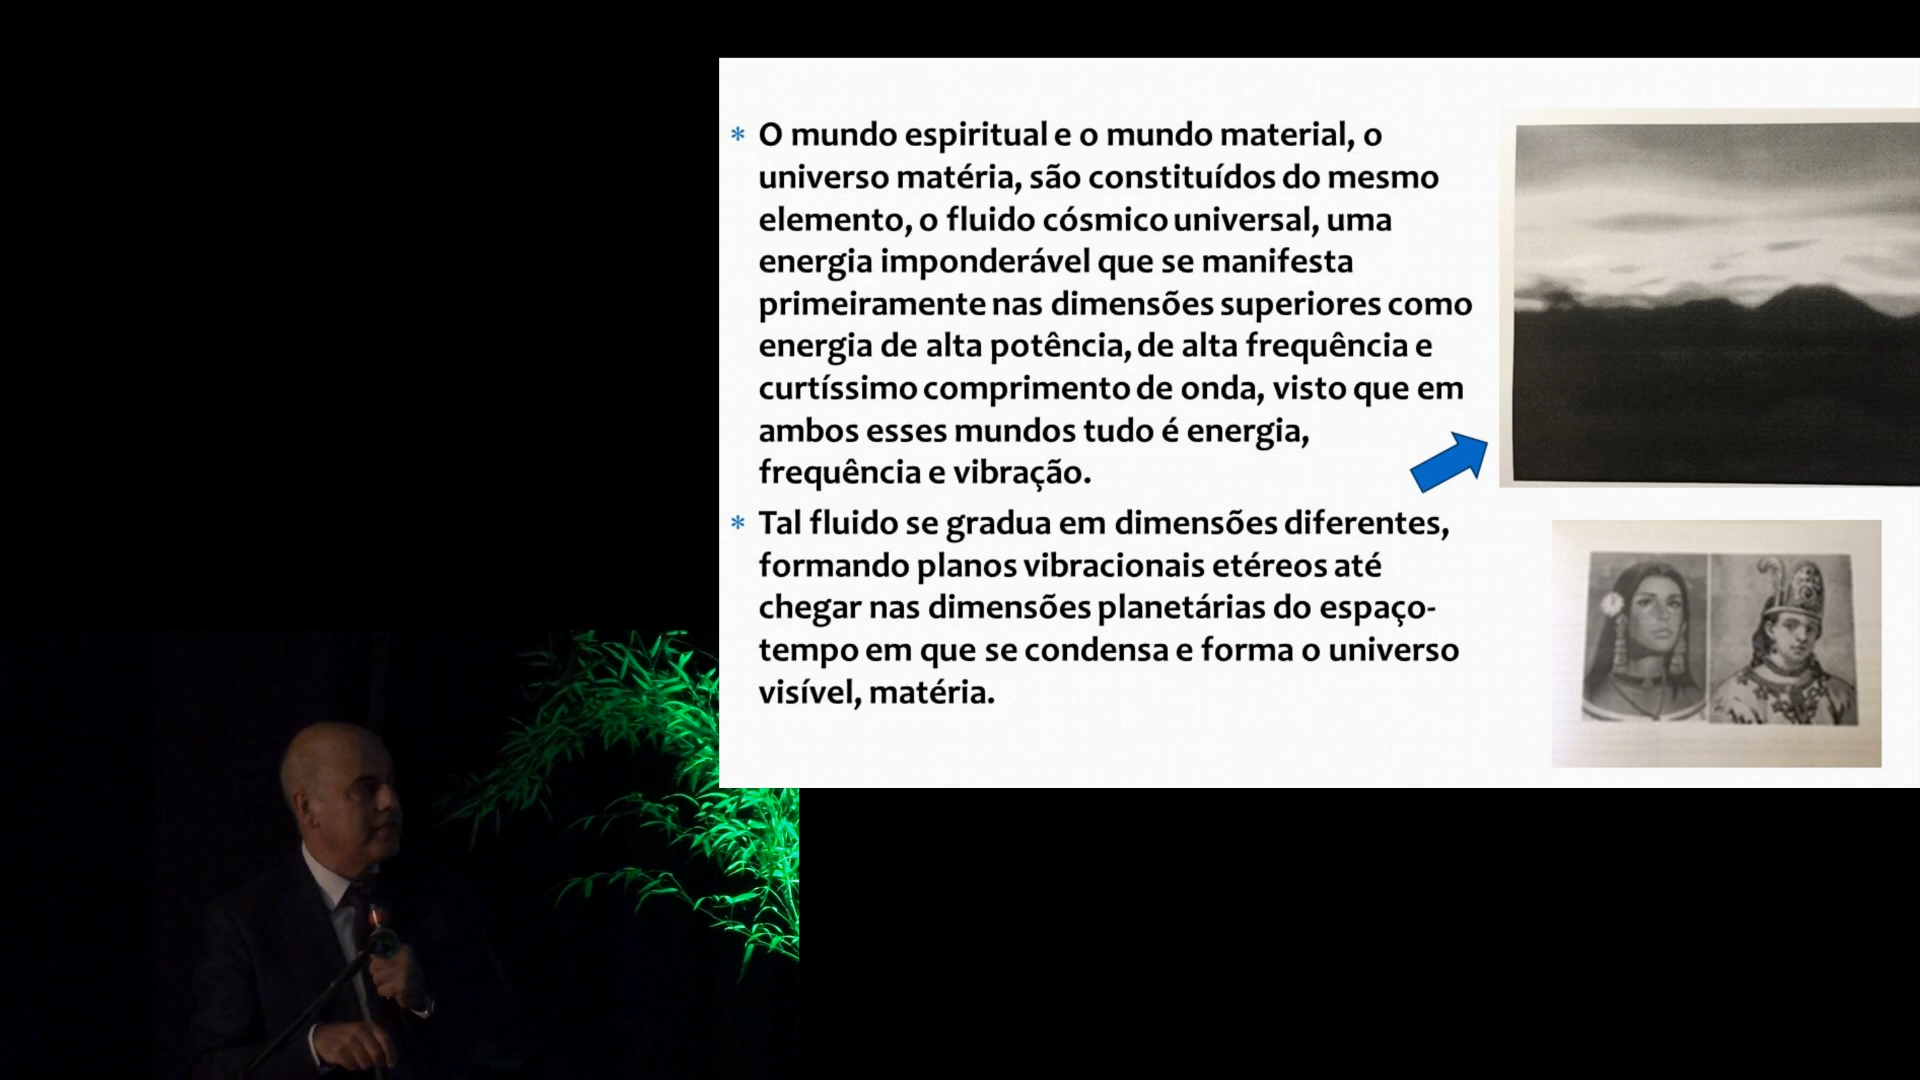 * O mundo espiritual e o mundo material, o
universo matéria, são constituídos do mesmo
elemento, o fluido cósmico universal, uma
energia imponderável que se manifesta
primeiramente nas dimensões superiores como
energia de alta potência, de alta frequência e
curtíssimo comprimento de onda, visto que em
ambos esses mundos tudo é energia,
frequência e vibração.
* Tal fluido se gradua em dimensões diferentes,
formando planos vibracionais etéreos até
chegar nas dimensões planetárias do espaço-
tempo em que se condensa e forma o universo
visível, matéria.